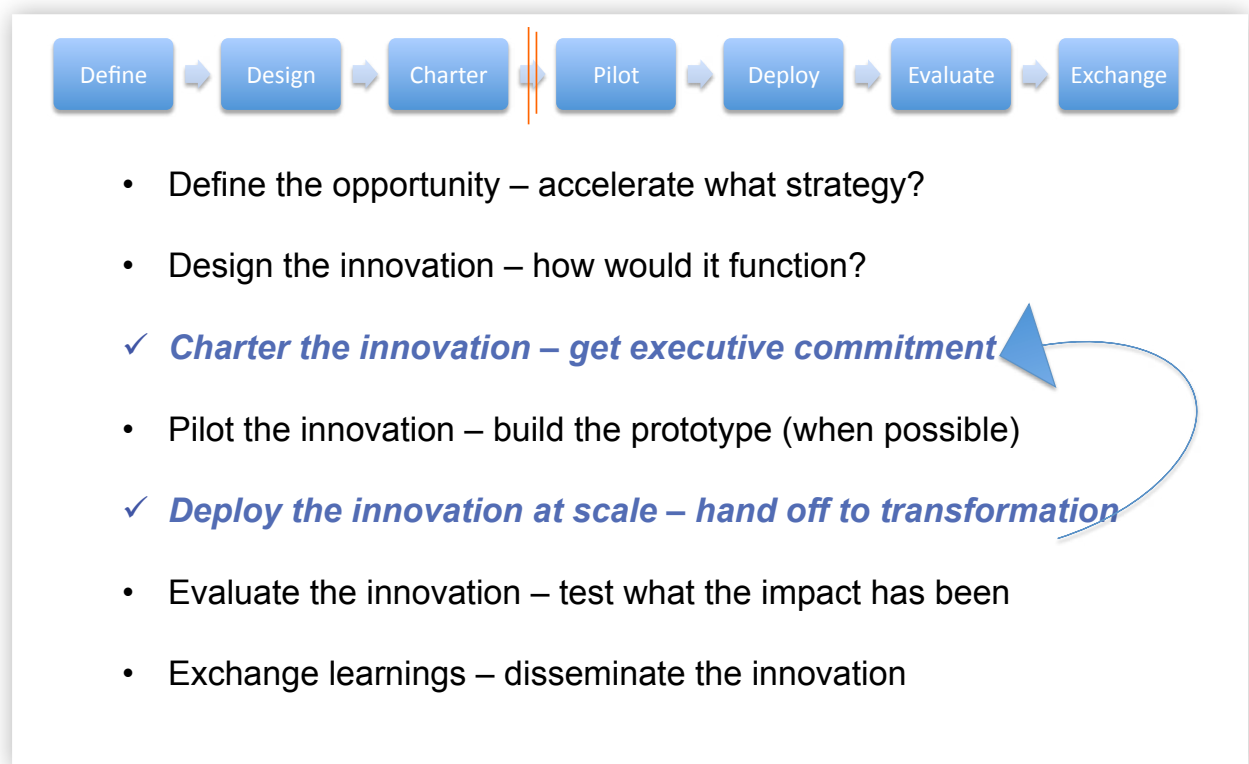 Define Design Charter Pilot Deploy Evaluate Exchange
• Define the opportunity – accelerate what strategy?
• Design the innovation – how would it function?
✓ Charter the innovation – get executive commitment
• Pilot the innovation – build the prototype (when possible)
✓ Deploy the innovation at scale – hand off to transformation
• Evaluate the innovation – test what the impact has been
• Exchange learnings – disseminate the innovation